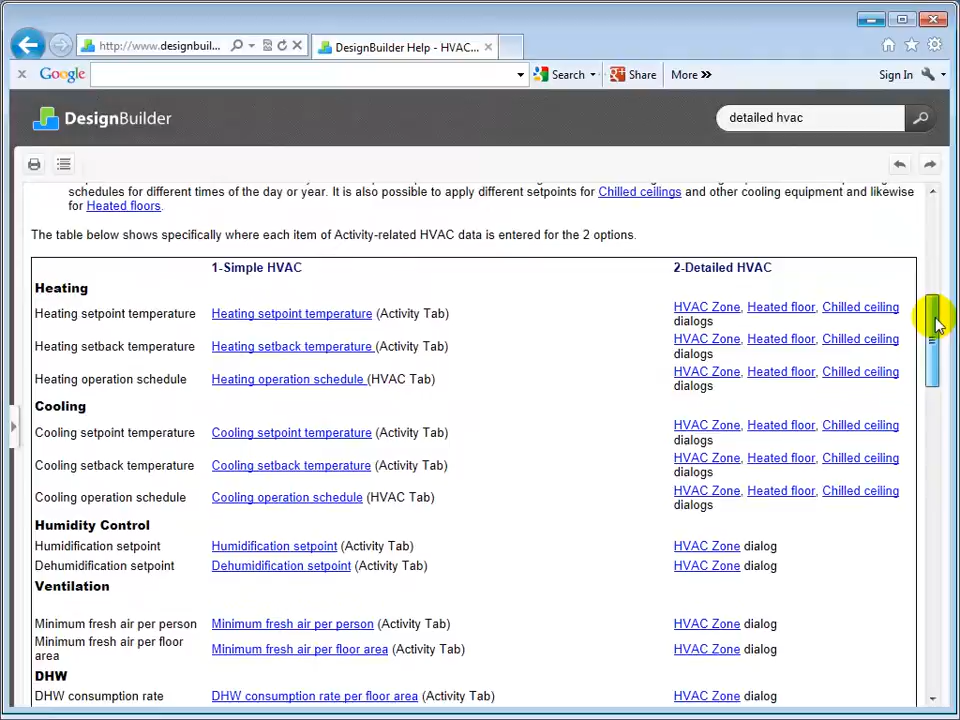 http://www.designbuil...
DesignBuilder Help - HVAC...
Google
Search
Share
More »
Sign In
DesignBuilder
detailed hvac
schedules for different times of the day or year. It is also possible to apply different setpoints for Chilled ceilings and other cooling equipment and likewise
for Heated floors.
The table below shows specifically where each item of Activity-related HVAC data is entered for the 2 options.
1-Simple HVAC 2-Detailed HVAC
Heating
Heating setpoint temperature Heating setpoint temperature (Activity Tab) HVAC Zone, Heated floor, Chilled ceiling
dialogs
Heating setback temperature Heating setback temperature (Activity Tab) HVAC Zone, Heated floor, Chilled ceiling
dialogs
Heating operation schedule Heating operation schedule (HVAC Tab) HVAC Zone, Heated floor, Chilled ceiling
dialogs
Cooling
Cooling setpoint temperature Cooling setpoint temperature (Activity Tab) HVAC Zone, Heated floor, Chilled ceiling
dialogs
Cooling setback temperature Cooling setback temperature (Activity Tab) HVAC Zone, Heated floor, Chilled ceiling
dialogs
Cooling operation schedule Cooling operation schedule (HVAC Tab) HVAC Zone, Heated floor, Chilled ceiling
dialogs
Humidity Control
Humidification setpoint Humidification setpoint (Activity Tab) HVAC Zone dialog
Dehumidification setpoint Dehumidification setpoint (Activity Tab) HVAC Zone dialog
Ventilation
Minimum fresh air per person Minimum fresh air per person (Activity Tab) HVAC Zone dialog
Minimum fresh air per floor
area Minimum fresh air per floor area (Activity Tab) HVAC Zone dialog
DHW
DHW consumption rate DHW consumption rate per floor area (Activity Tab) HVAC Zone dialog